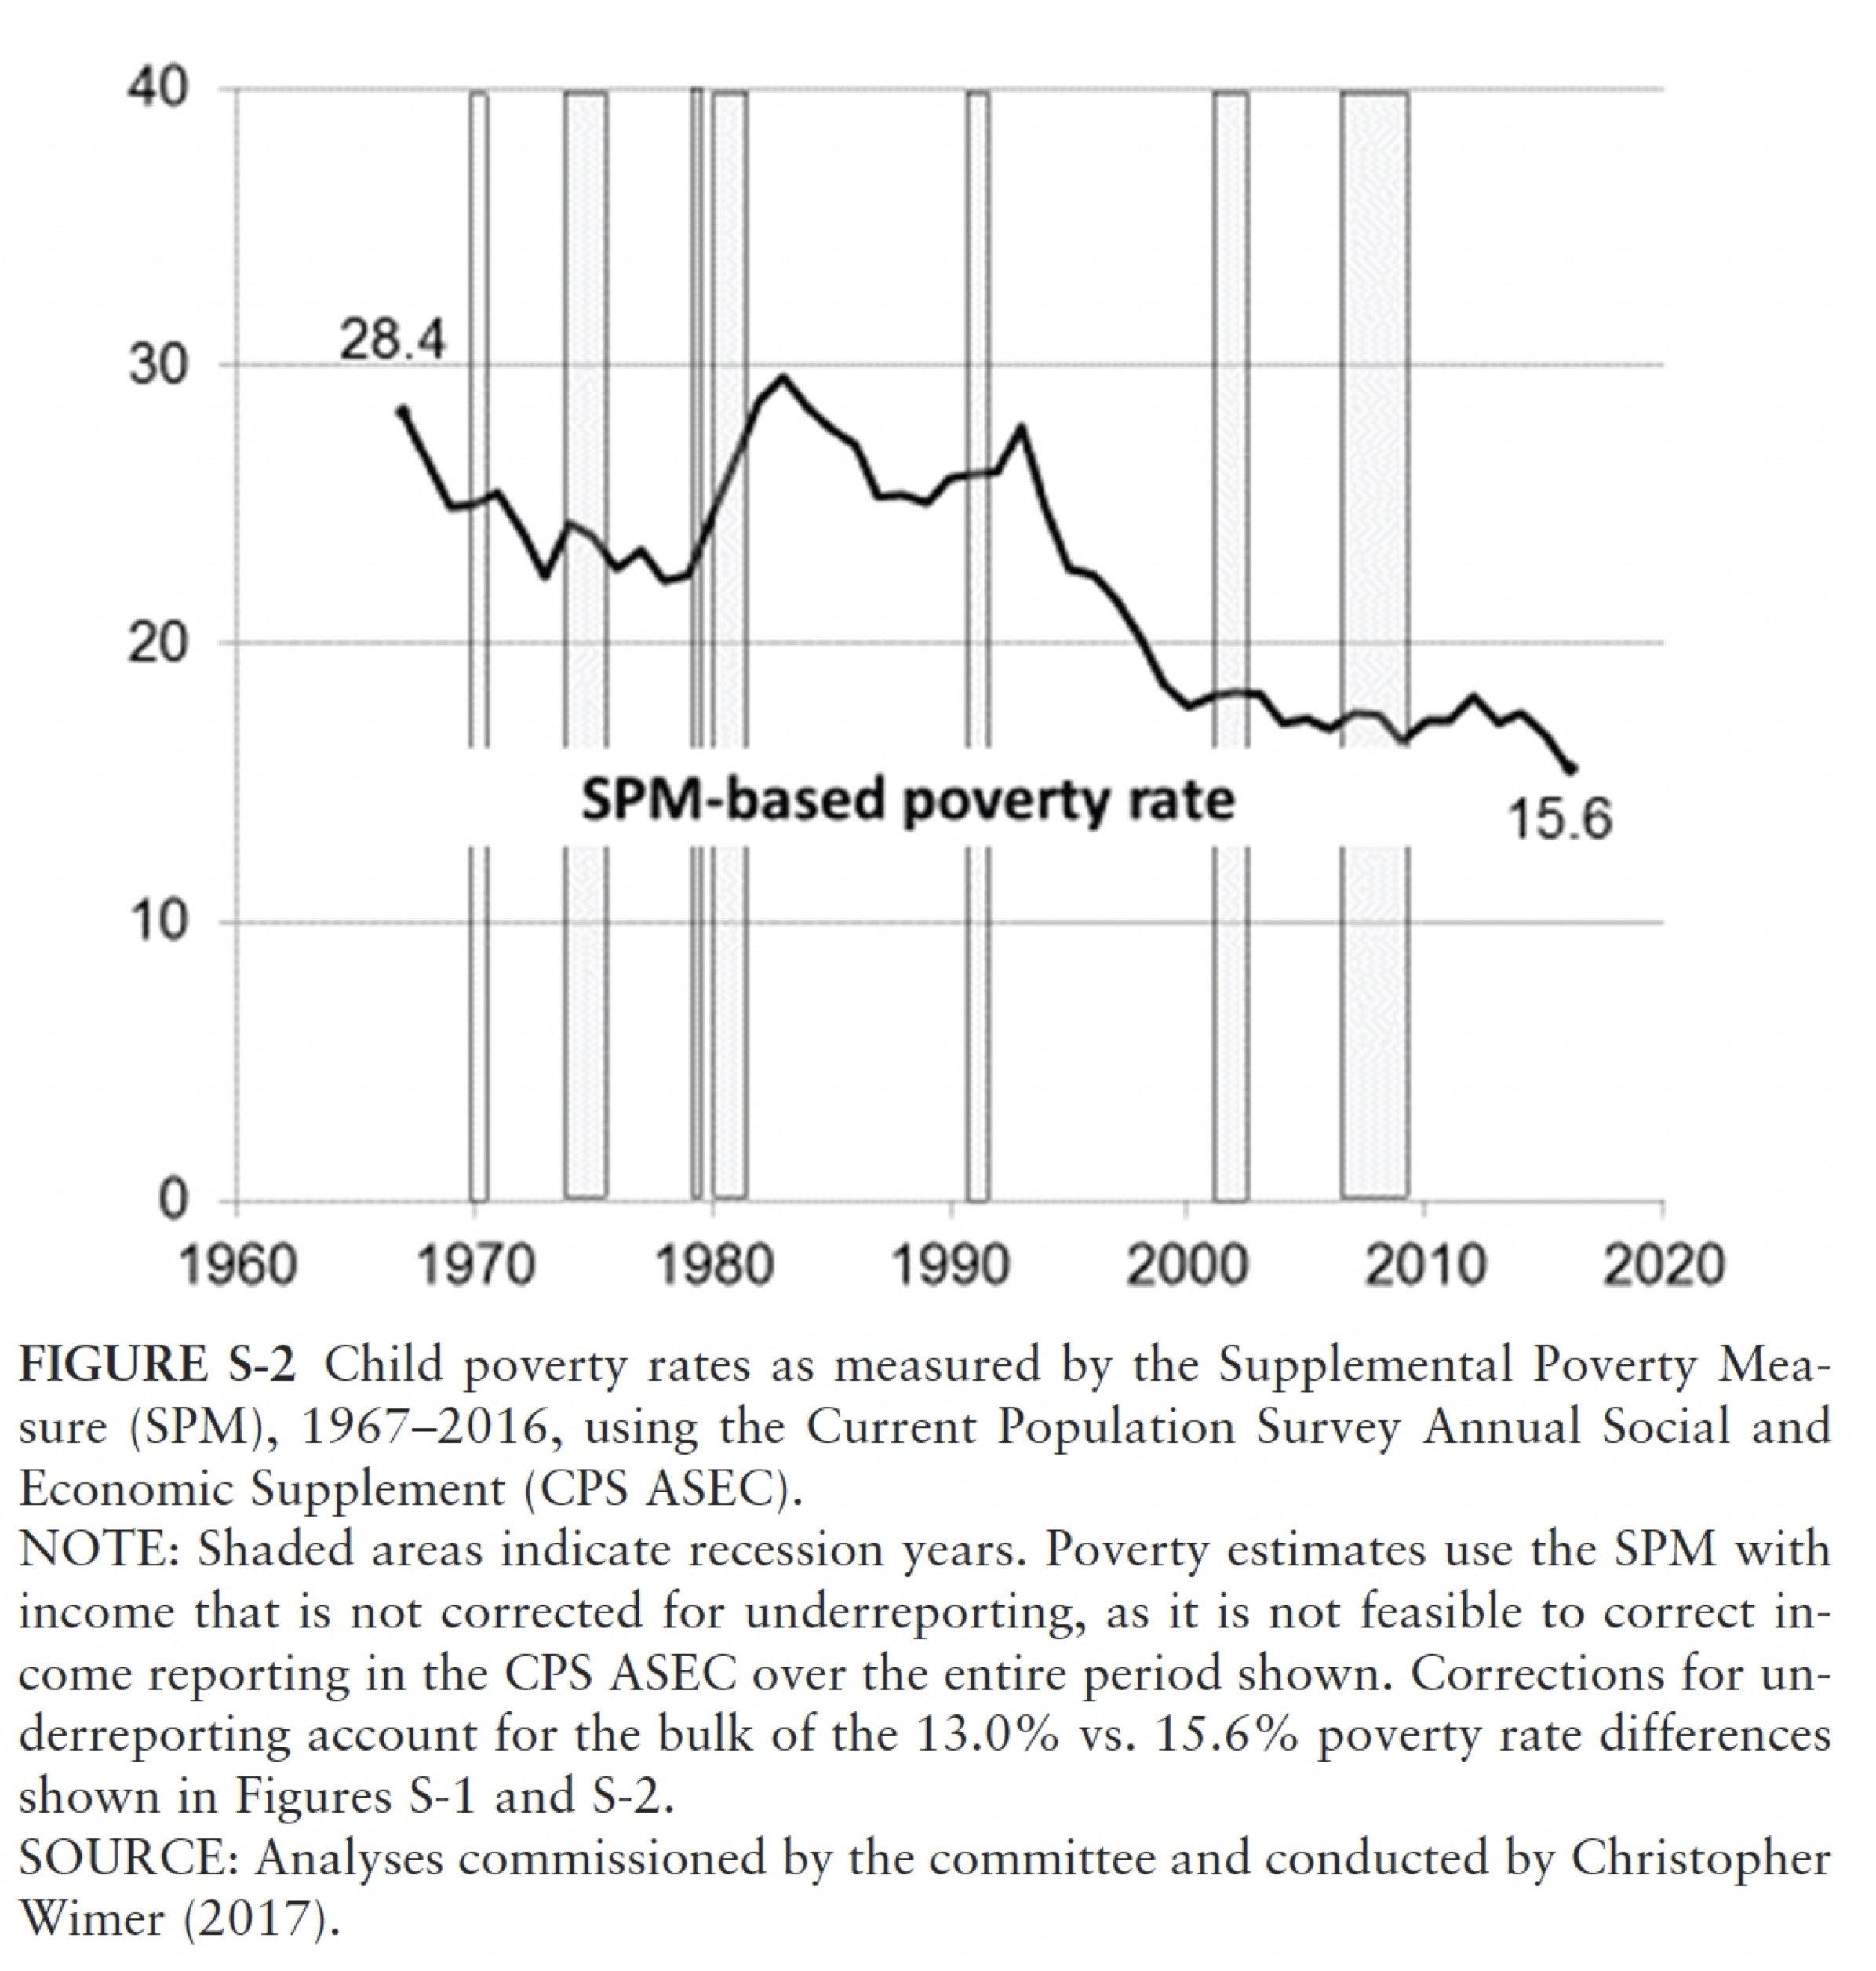 40
28.4
30
20
SPM-based poverty rate
15.6
10
0
1960 1970 1980 1990 2000 2010 2020
FIGURE S-2 Child poverty rates as measured by the Supplemental Poverty Mea-
sure (SPM), 1967–2016, using the Current Population Survey Annual Social and
Economic Supplement (CPS ASEC).
NOTE: Shaded areas indicate recession years. Poverty estimates use the SPM with
income that is not corrected for underreporting, as it is not feasible to correct in-
come reporting in the CPS ASEC over the entire period shown. Corrections for un-
derreporting account for the bulk of the 13.0% vs. 15.6% poverty rate differences
shown in Figures S-1 and S-2.
SOURCE: Analyses commissioned by the committee and conducted by Christopher
Wimer (2017).